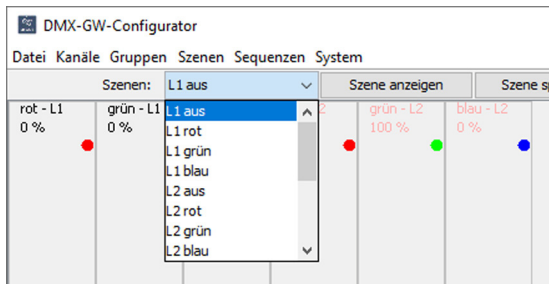 DMX-GW-Configurator
Datei Kanäle Gruppen Szenen Sequenzen System
Szenen: L1 aus Szene anzeigen Szene
rot - L1 grün - L1 grün - L2 blau - L2
0 % 0 % 100 % 0 %
L1 aus
L1 rot
L1 grün
L1 blau
L2 aus
L2 rot
L2 grün
L2 blau